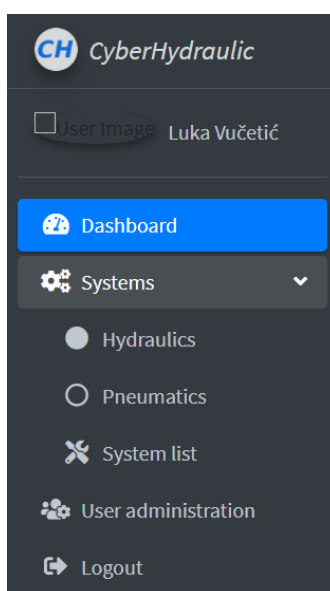 CH CyberHydraulic
User Image Luka Vučetić
Dashboard
Systems
Hydraulics
Pneumatics
System list
User administration
Logout